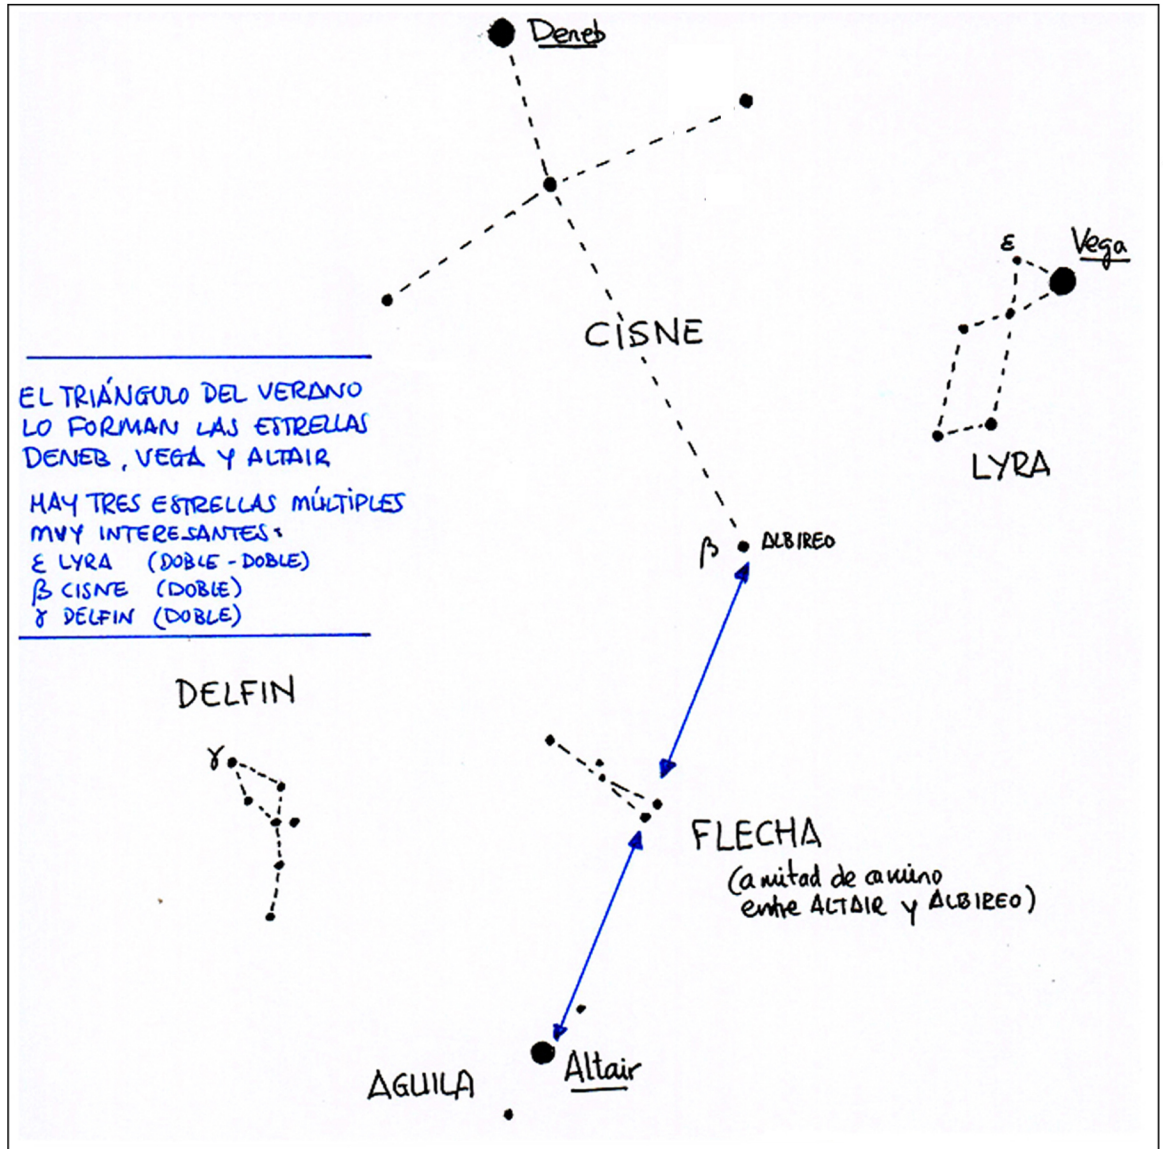 Deneb
ε
Vega
CISNE
EL TRIÁNGULO DEL VERANO
LO FORMAN LAS ESTRELLAS
DENEB, VEGA Y ALTAIR
LYRA
HAY TRES ESTRELLAS MÚLTIPLES
MUY INTERESANTES:
ε LYRA (DOBLE-DOBLE)
β CISNE (DOBLE)
γ DELFIN (DOBLE)
β ALBIREO
DELFIN
γ
FLECHA
(a mitad de camino
entre ALTAIR y ALBIREO)
Altair
AGUILA